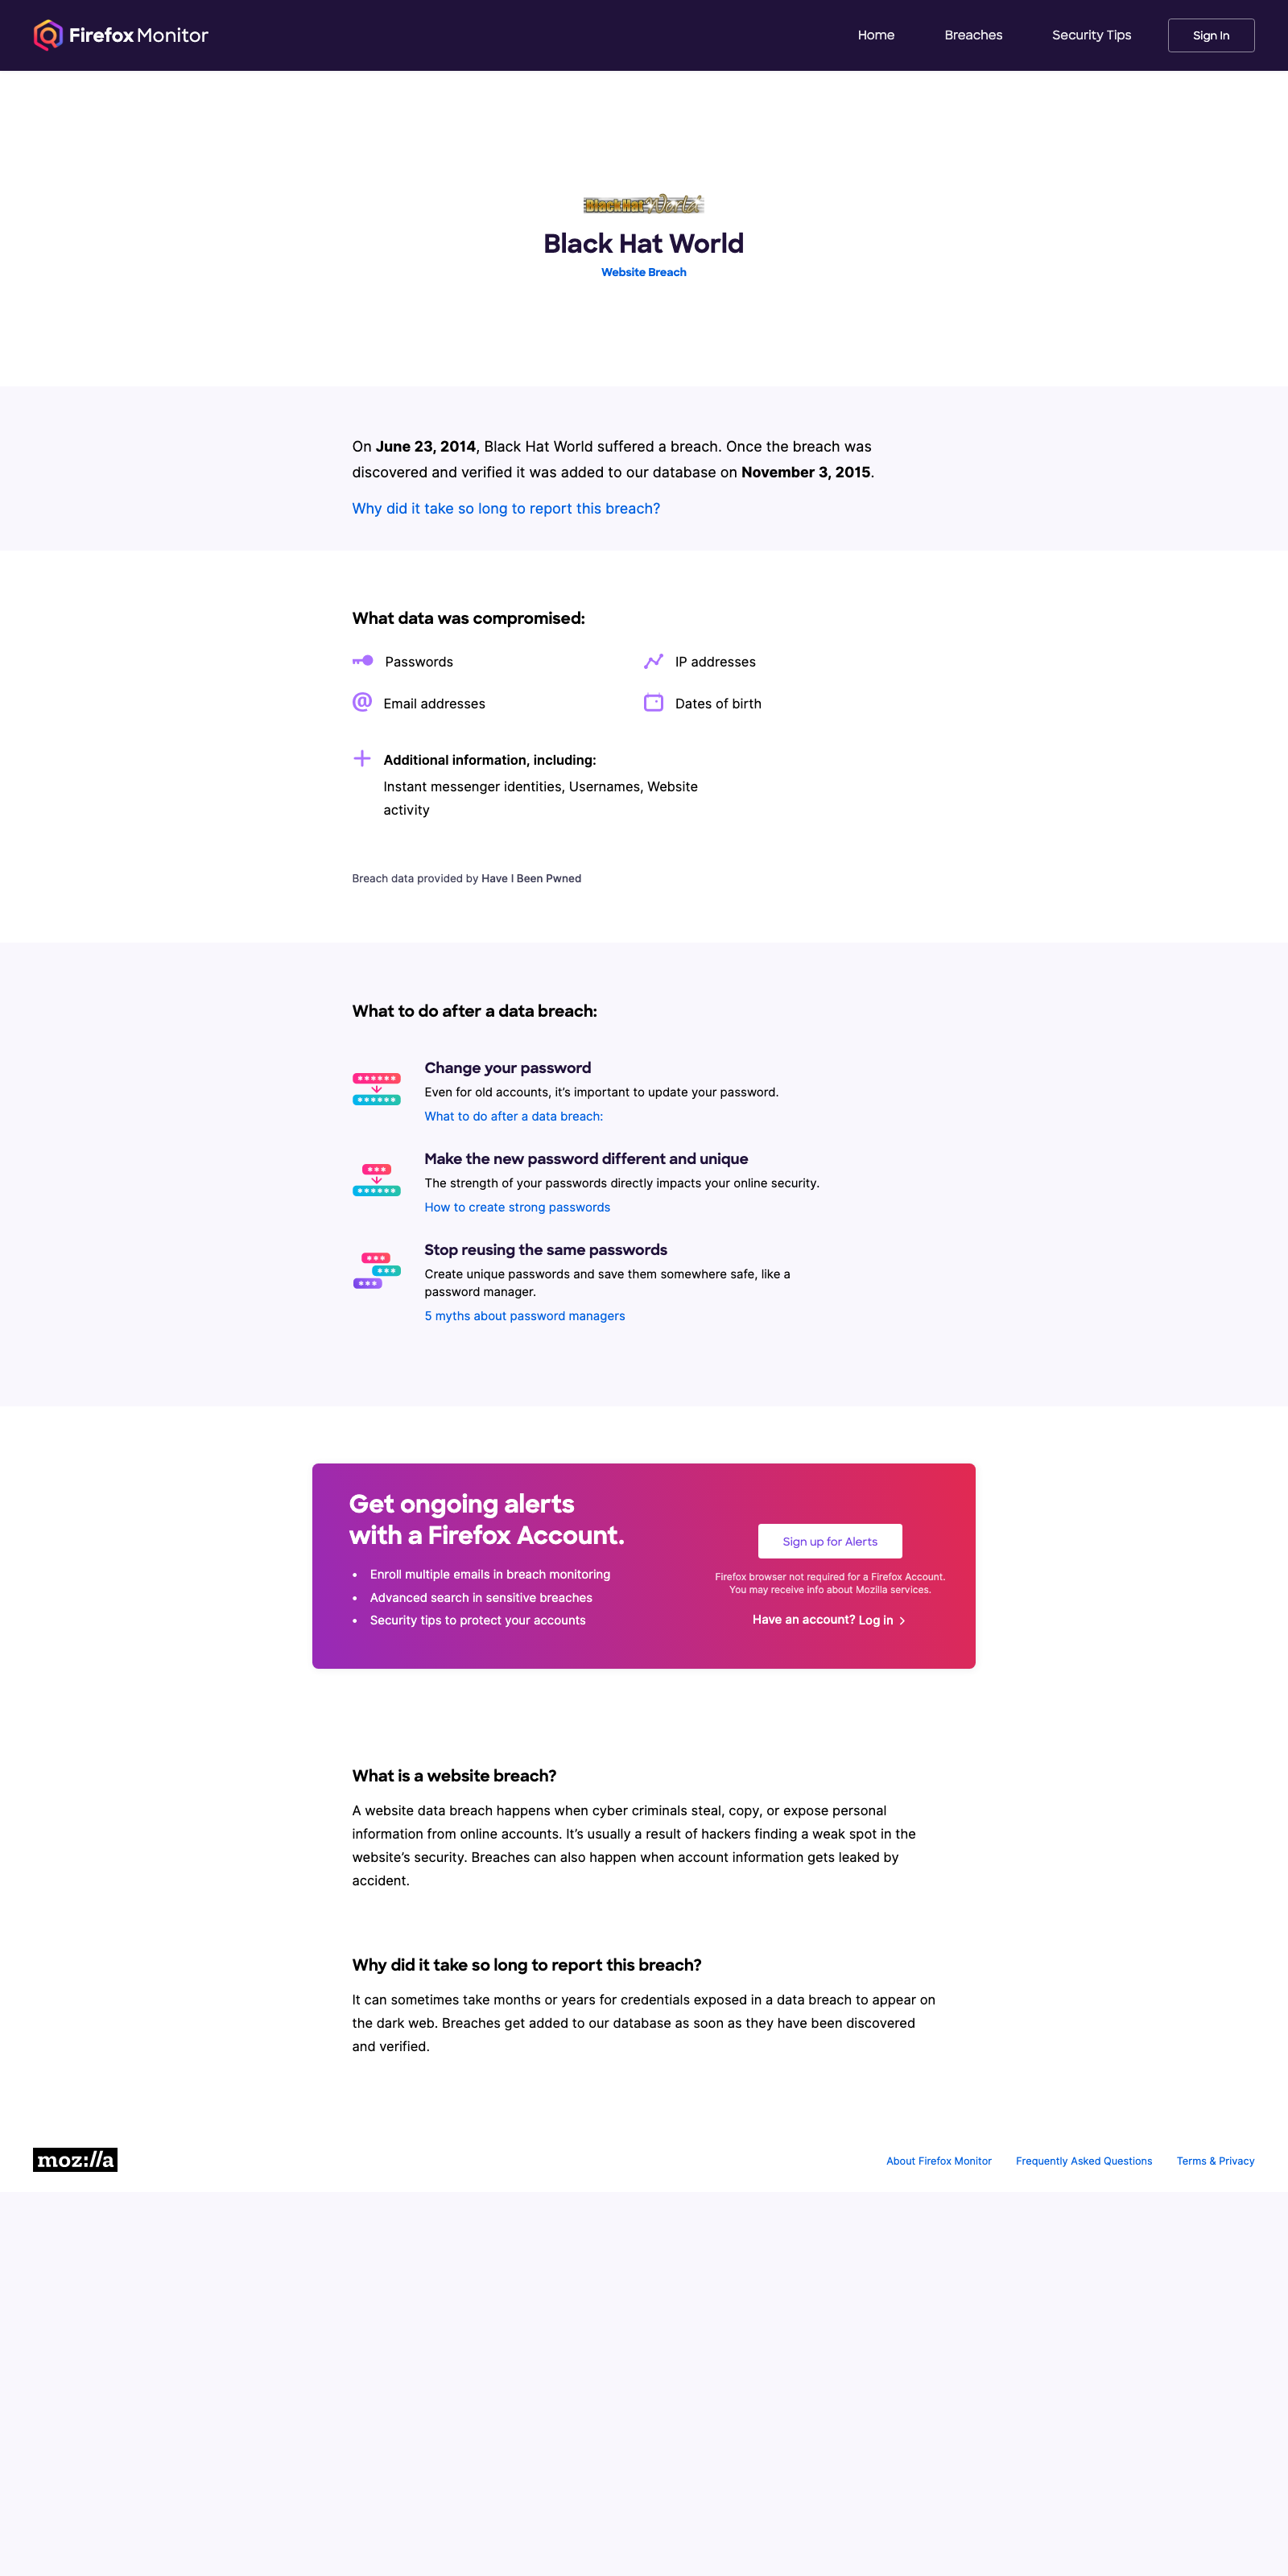 Firefox Monitor
Home
Breaches
Security Tips
Sign In
BlackHat World
Black Hat World
Website Breach
On June 23, 2014, Black Hat World suffered a breach. Once the breach was
discovered and verified it was added to our database on November 3, 2015.
Why did it take so long to report this breach?
What data was compromised:
Passwords
IP addresses
Email addresses
Dates of birth
Additional information, including:
Instant messenger identities, Usernames, Website
activity
Breach data provided by Have I Been Pwned
What to do after a data breach:
Change your password
Even for old accounts, it’s important to update your password.
What to do after a data breach:
Make the new password different and unique
The strength of your passwords directly impacts your online security.
How to create strong passwords
Stop reusing the same passwords
Create unique passwords and save them somewhere safe, like a
password manager.
5 myths about password managers
Get ongoing alerts
with a Firefox Account.
• Enroll multiple emails in breach monitoring
• Advanced search in sensitive breaches
• Security tips to protect your accounts
Sign up for Alerts
Firefox browser not required for a Firefox Account.
You may receive info about Mozilla services.
Have an account? Log in
What is a website breach?
A website data breach happens when cyber criminals steal, copy, or expose personal
information from online accounts. It’s usually a result of hackers finding a weak spot in the
website’s security. Breaches can also happen when account information gets leaked by
accident.
Why did it take so long to report this breach?
It can sometimes take months or years for credentials exposed in a data breach to appear on
the dark web. Breaches get added to our database as soon as they have been discovered
and verified.
moz://a
About Firefox Monitor
Frequently Asked Questions
Terms & Privacy